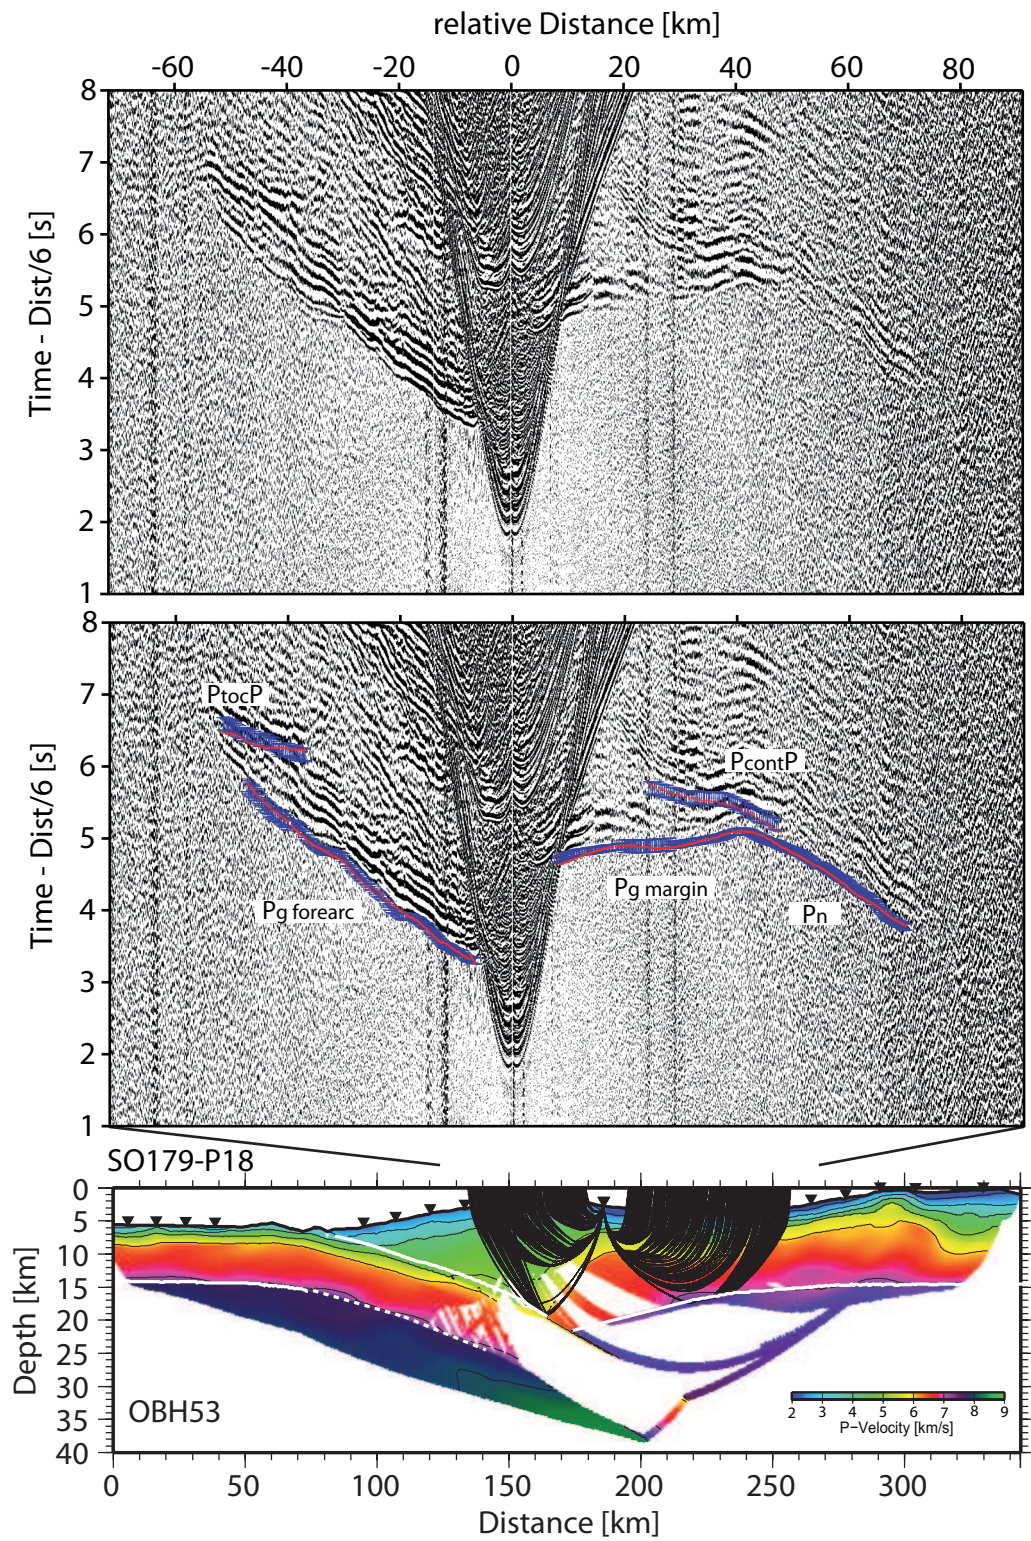 relative Distance [km]
-60 -40 -20 0 20 40 60 80
8
7
6
5
4
3
2
1
Time - Dist/6 [s]
8
7
6
5
4
3
2
1
Time - Dist/6 [s]
PtocP
PcontP
Pg margin
Pg forearc
Pn
SO179-P18
0
5
10
15
20
25
30
35
40
Depth [km]
OBH53
2 3 4 5 6 7 8 9
P-Velocity [km/s]
0 50 100 150 200 250 300
Distance [km]